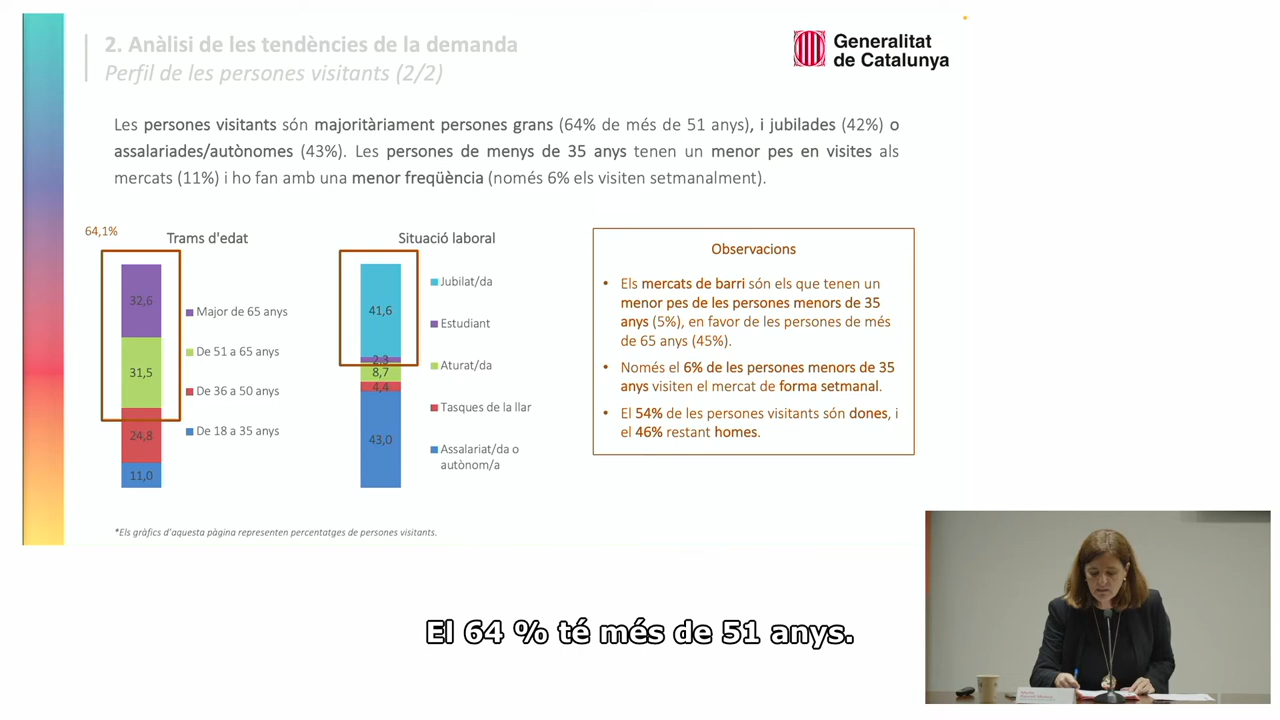 2. Anàlisi de les tendències de la demanda
Perfil de les persones visitants (2/2)
Generalitat
de Catalunya
Les persones visitants són majoritàriament persones grans (64% de més de 51 anys), i jubilades (42%) o
assalariades/autònomes (43%). Les persones de menys de 35 anys tenen un menor pes en visites als
mercats (11%) i ho fan amb una menor freqüència (només 6% els visiten setmanalment).
64,1%
Trams d'edat
32,6
31,5
24,8
11,0
Major de 65 anys
De 51 a 65 anys
De 36 a 50 anys
De 18 a 35 anys
Situació laboral
41,6
2,3
8,7
4,4
43,0
Jubilat/da
Estudiant
Aturat/da
Tasques de la llar
Assalariat/da o
autònom/a
Observacions
• Els mercats de barri són els que tenen un
menor pes de les persones menors de 35
anys (5%), en favor de les persones de més
de 65 anys (45%).
• Només el 6% de les persones menors de 35
anys visiten el mercat de forma setmanal.
• El 54% de les persones visitants són dones, i
el 46% restant homes.
*Els gràfics d'aquesta pàgina representen percentatges de persones visitants.
El 64 % té més de 51 anys.